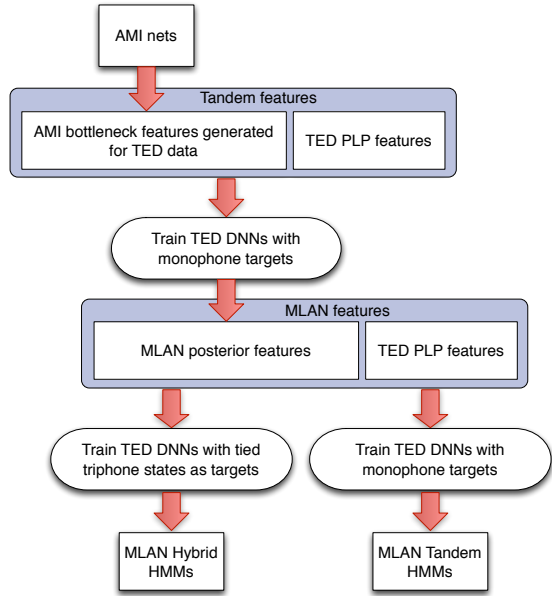 AMI nets
Tandem features
AMI bottleneck features generated
for TED data
TED PLP features
Train TED DNNs with
monophone targets
MLAN features
MLAN posterior features
TED PLP features
Train TED DNNs with tied
triphone states as targets
Train TED DNNs with
monophone targets
MLAN Hybrid
HMMs
MLAN Tandem
HMMs